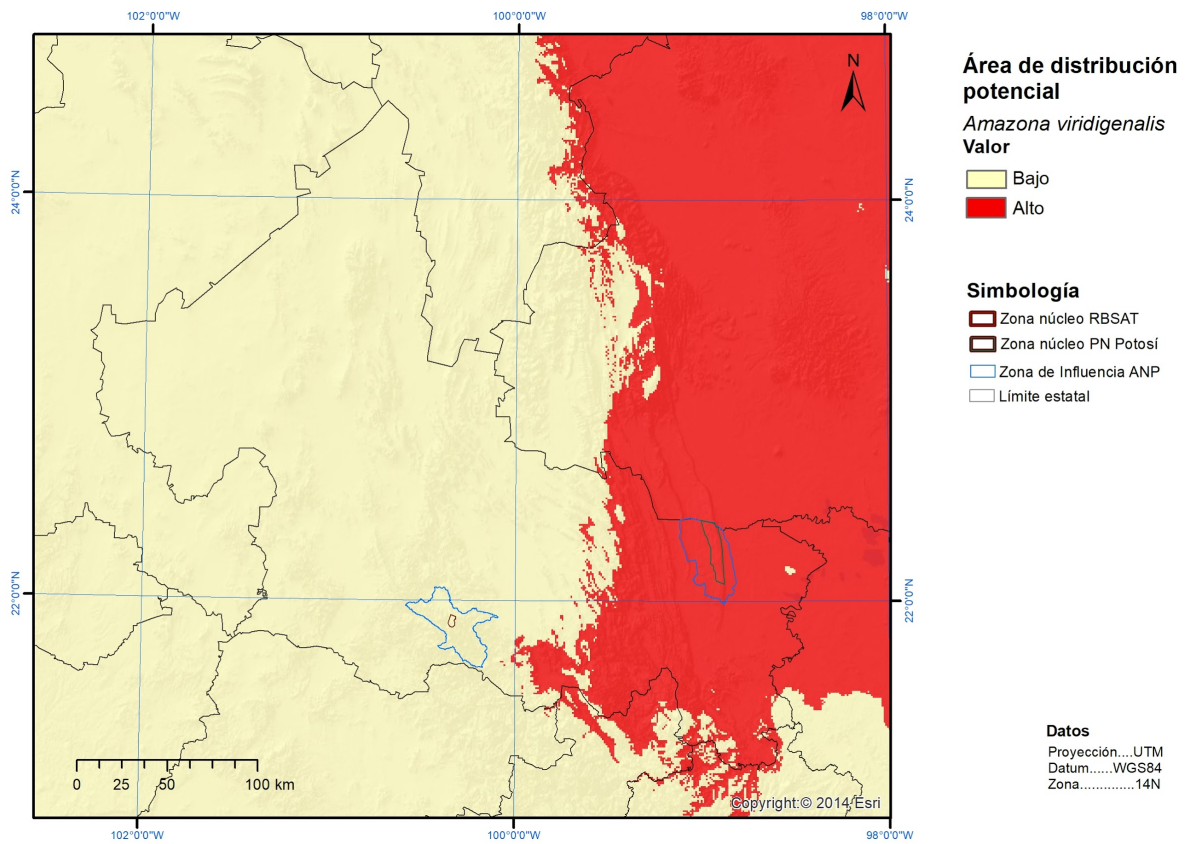 102°0'0"W 100°0'0"W 98°0'0"W
N
24°0'0"N 24°0'0"N
22°0'0"N 22°0'0"N
0 25 50 100 km
Copyright:© 2014 Esri
102°0'0"W 100°0'0"W 98°0'0"W
Área de distribución
potencial
Amazona viridigenalis
Valor
Bajo
Alto
Simbología
Zona núcleo RBSAT
Zona núcleo PN Potosí
Zona de Influencia ANP
Límite estatal
Datos
Proyección....UTM
Datum......WGS84
Zona.............14N